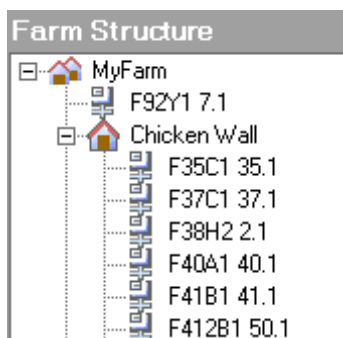 Farm Structure
MyFarm
F92Y1 7.1
Chicken Wall
F35C1 35.1
F37C1 37.1
F38H2 2.1
F40A1 40.1
F41B1 41.1
F412B1 50.1